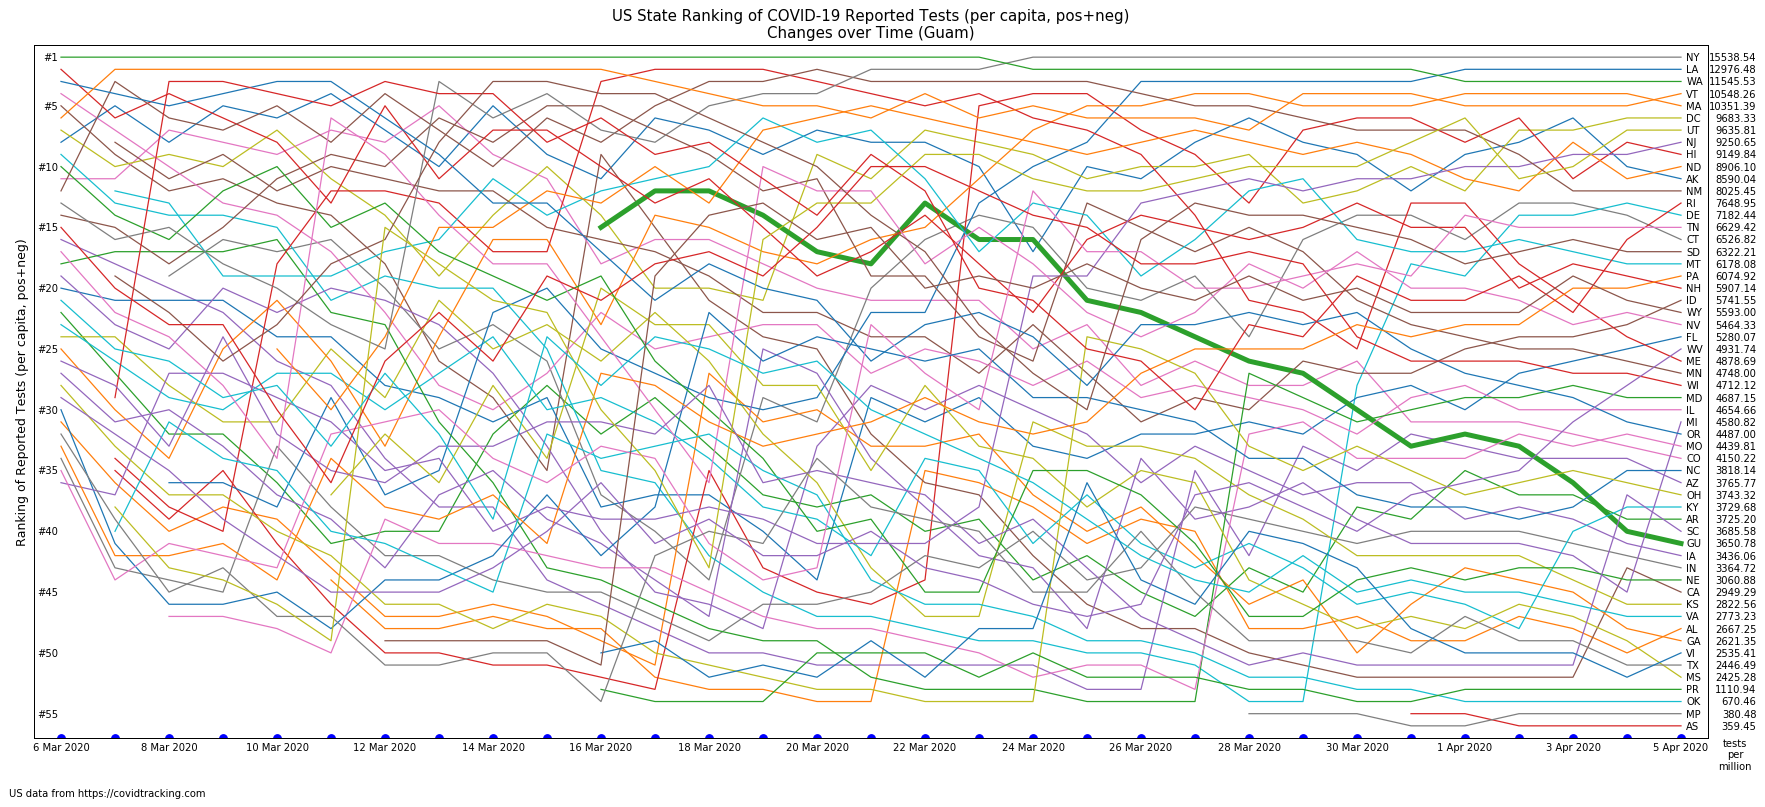 US State Ranking of COVID-19 Reported Tests (per capita, pos+neg)
Changes over Time (Guam)
Ranking of Reported Tests (per capita, pos+neg)
#1
#5
#10
#15
#20
#25
#30
#35
#40
#45
#50
#55
NY 15538.54
LA 12976.48
WA 11545.53
VT 10548.26
MA 10351.39
DC 9683.33
UT 9635.81
NJ 9250.65
HI 9149.84
ND 8906.10
AK 8590.04
NM 8025.45
RI 7648.95
DE 7182.44
TN 6629.42
CT 6526.82
SD 6322.21
MT 6178.08
PA 6074.92
NH 5907.14
ID 5741.55
WY 5593.00
NV 5464.33
FL 5280.07
WV 4931.74
ME 4878.69
MN 4748.00
WI 4712.12
MD 4687.15
IL 4654.66
MI 4580.82
OR 4487.00
MO 4439.81
CO 4150.22
NC 3818.14
AZ 3765.77
OH 3743.32
KY 3729.68
AR 3725.20
SC 3685.58
GU 3650.78
IA 3436.06
IN 3364.72
NE 3060.88
CA 2949.29
KS 2822.56
VA 2773.23
AL 2667.25
GA 2621.35
VI 2535.41
TX 2446.49
MS 2425.28
PR 1110.94
OK 670.46
MP 380.48
AS 359.45
6 Mar 2020 8 Mar 2020 10 Mar 2020 12 Mar 2020 14 Mar 2020 16 Mar 2020 18 Mar 2020 20 Mar 2020 22 Mar 2020 24 Mar 2020 26 Mar 2020 28 Mar 2020 30 Mar 2020 1 Apr 2020 3 Apr 2020 5 Apr 2020
tests
per
million
US data from https://covidtracking.com